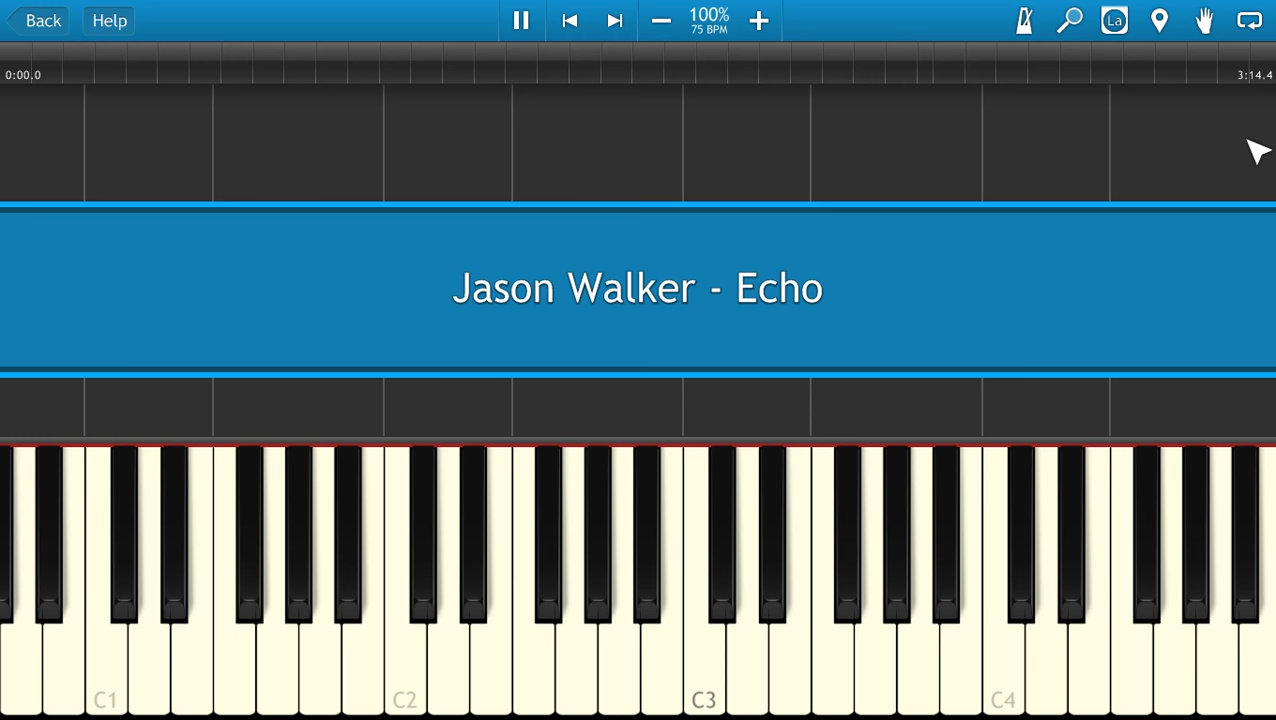 Back
Help
100%
75 BPM
La
0:00.0
3:14.4
Jason Walker - Echo
C1
C2
C3
C4